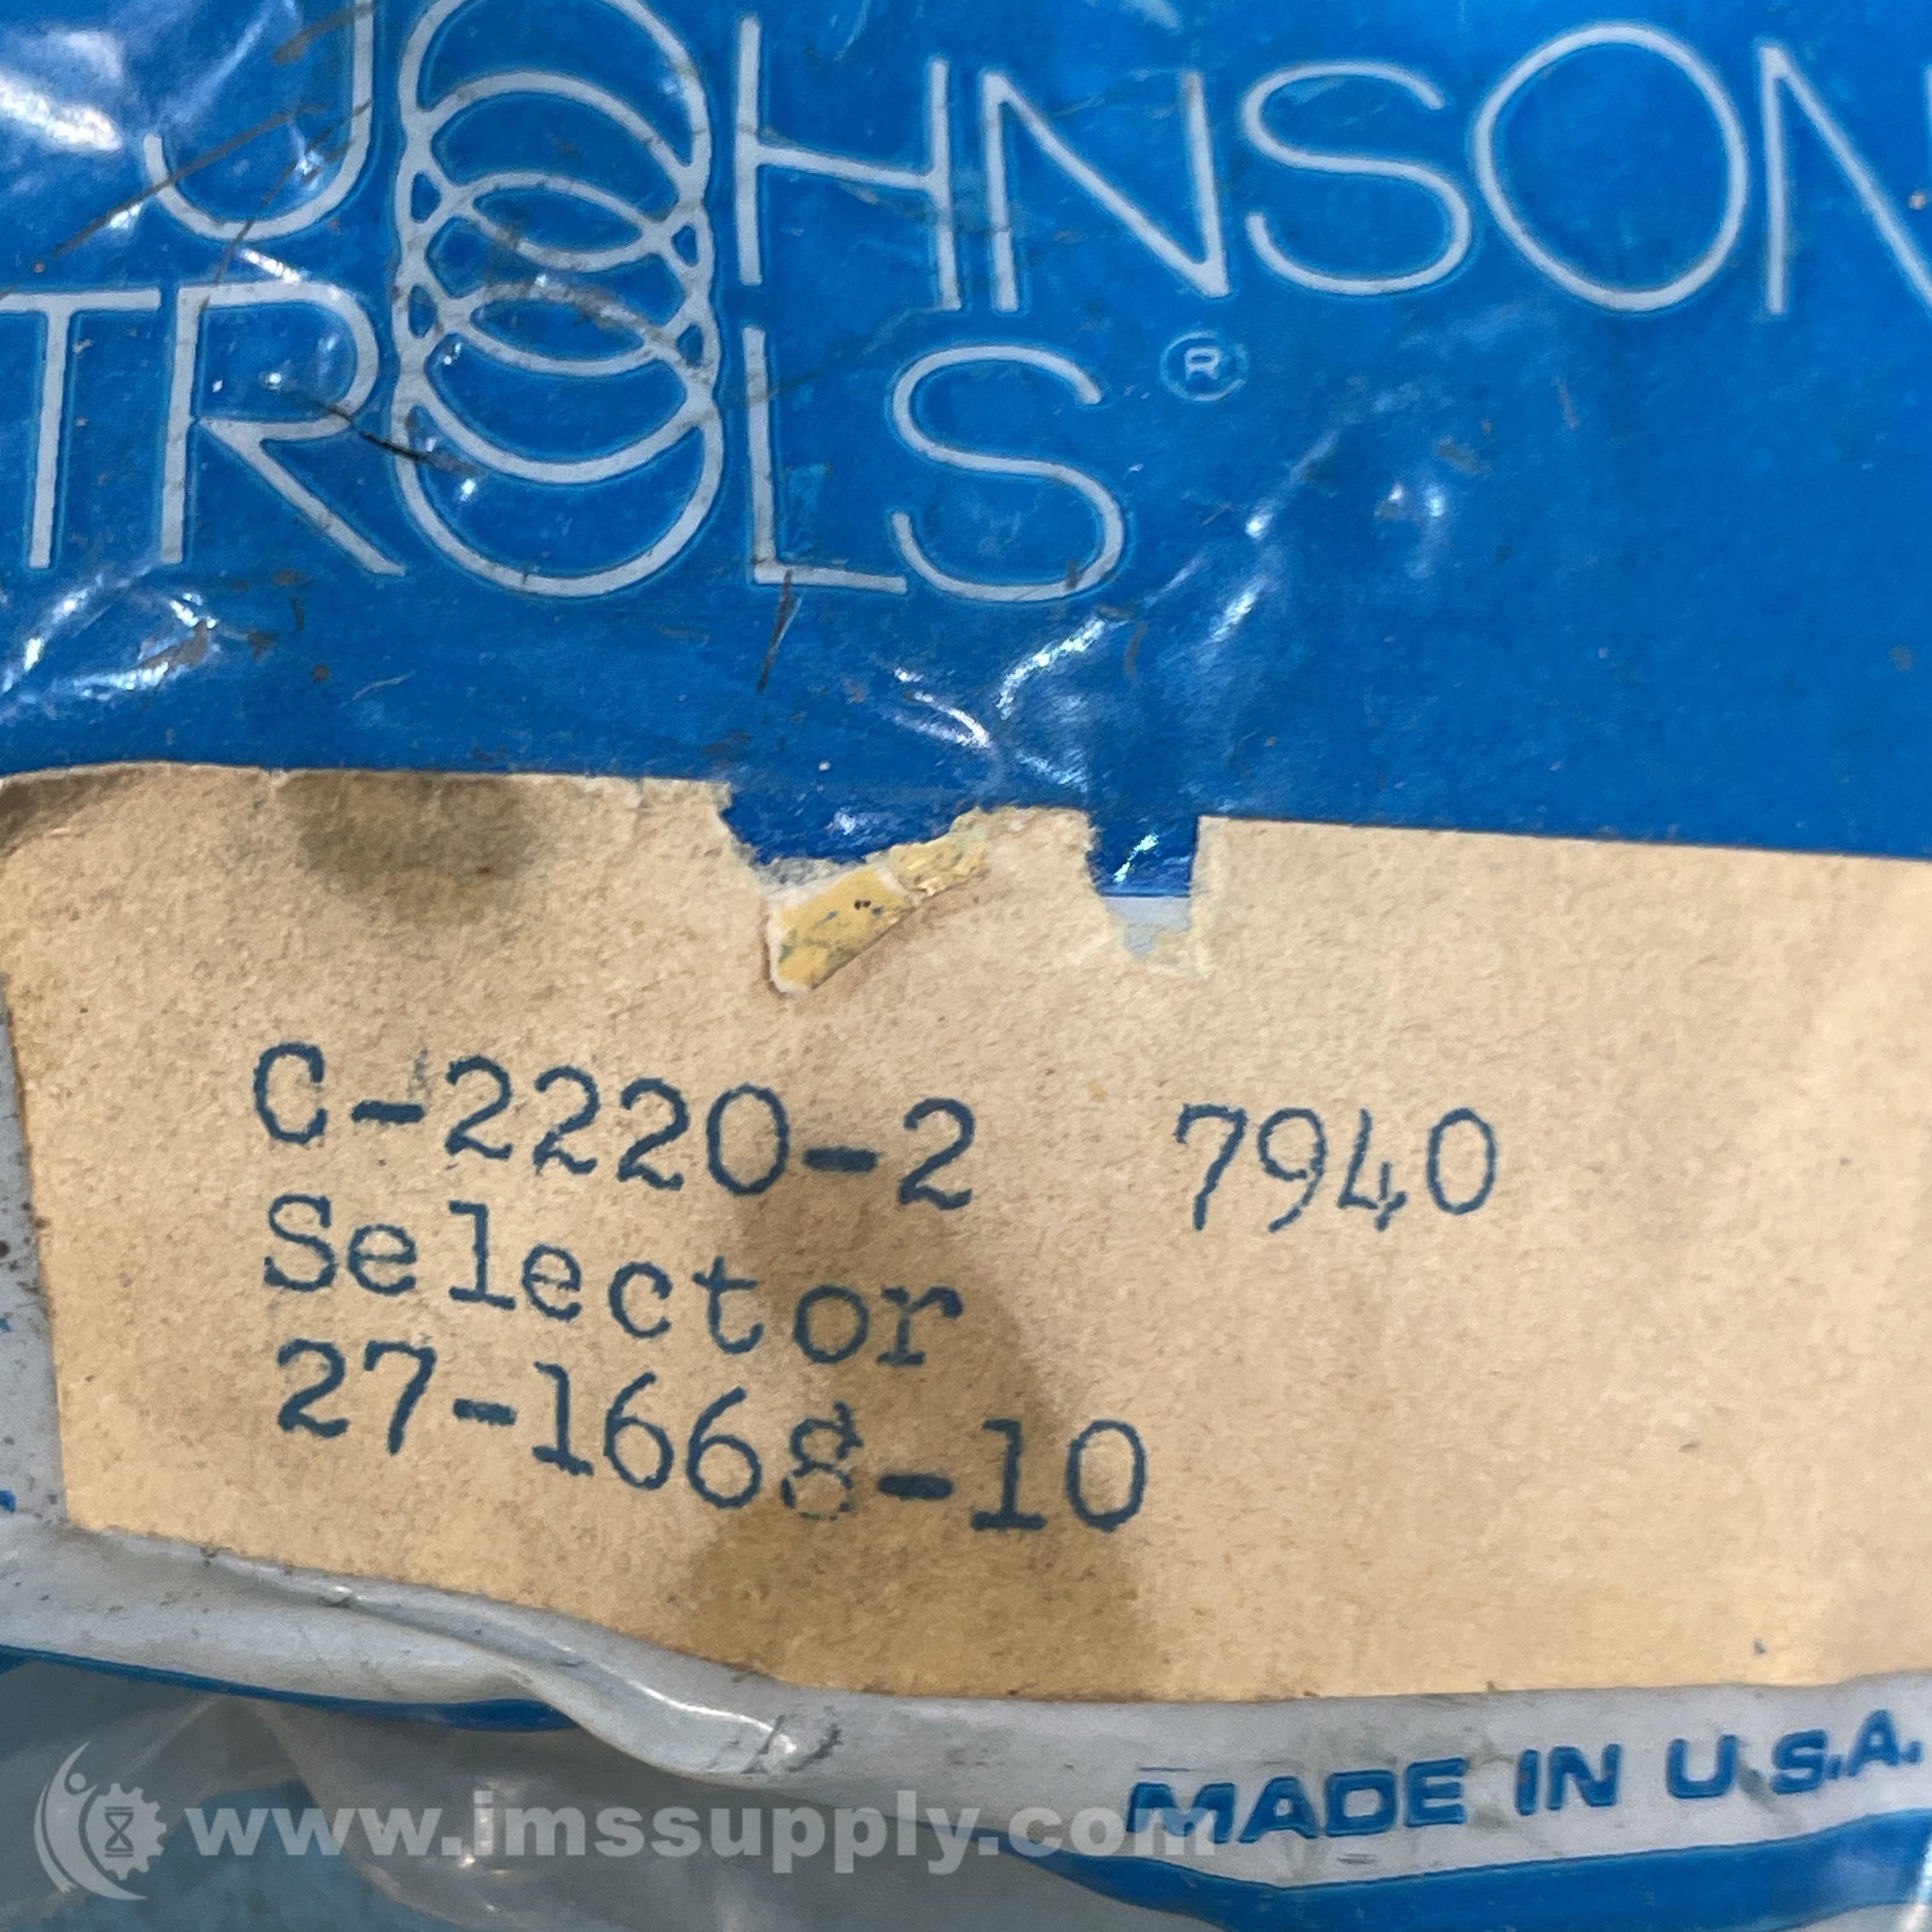 JOHNSON
TROLS®
C-2220-2 7940
Selector
27-1668-10
MADE IN U.S.A.
www.imssupply.com